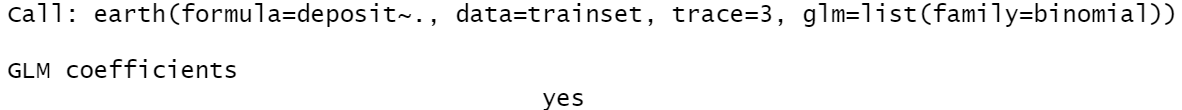 Call: earth(formula=deposit~., data=trainset, trace=3, glm=list(family=binomial))
GLM coefficients
yes